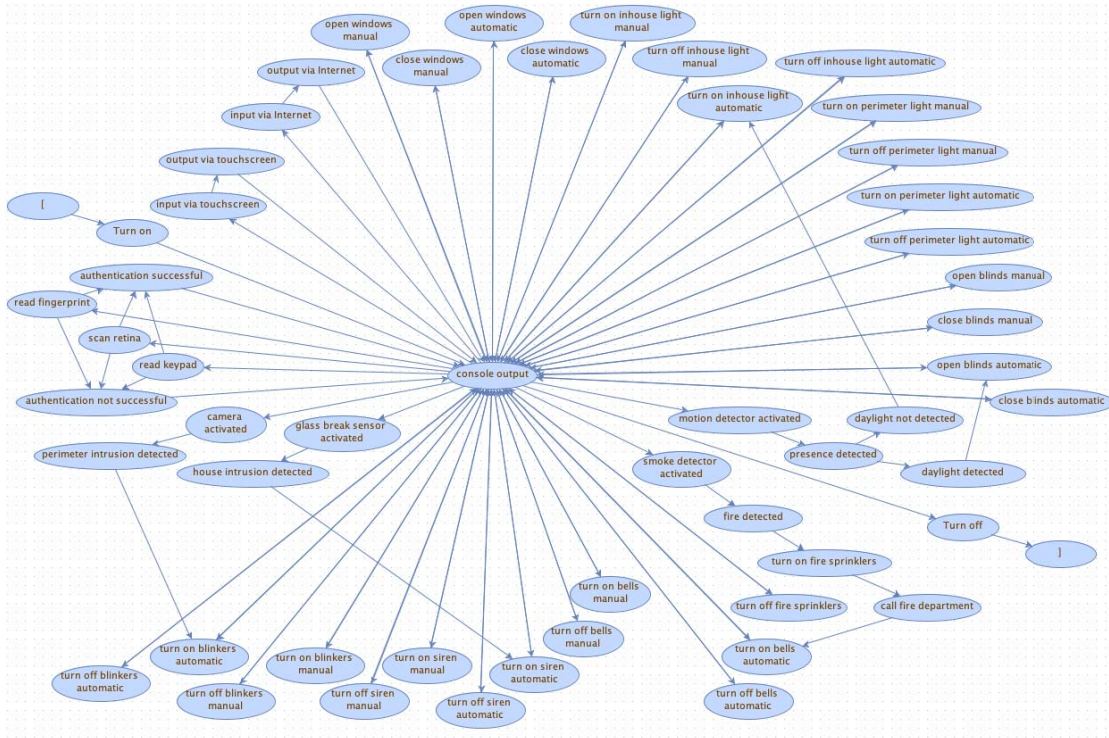 open windows
manual
open windows
automatic
turn on inhouse light
manual
close windows
manual
close windows
automatic
turn off inhouse light
manual
turn off inhouse light automatic
output via Internet
turn on inhouse light
automatic
turn on perimeter light manual
input via Internet
turn off perimeter light manual
output via touchscreen
turn on perimeter light automatic
input via touchscreen
[
Turn on
turn off perimeter light automatic
authentication successful
open blinds manual
read fingerprint
close blinds manual
scan retina
read keypad
console output
open blinds automatic
authentication not successful
close blinds automatic
camera
activated
glass break sensor
activated
motion detector activated
daylight not detected
perimeter intrusion detected
presence detected
house intrusion detected
smoke detector
activated
daylight detected
fire detected
Turn off
]
turn on fire sprinklers
turn on bells
manual
turn off fire sprinklers
call fire department
turn off bells
manual
turn on blinkers
automatic
turn on blinkers
manual
turn on siren
manual
turn on siren
automatic
turn on bells
automatic
turn off blinkers
automatic
turn off blinkers
manual
turn off siren
manual
turn off siren
automatic
turn off bells
automatic